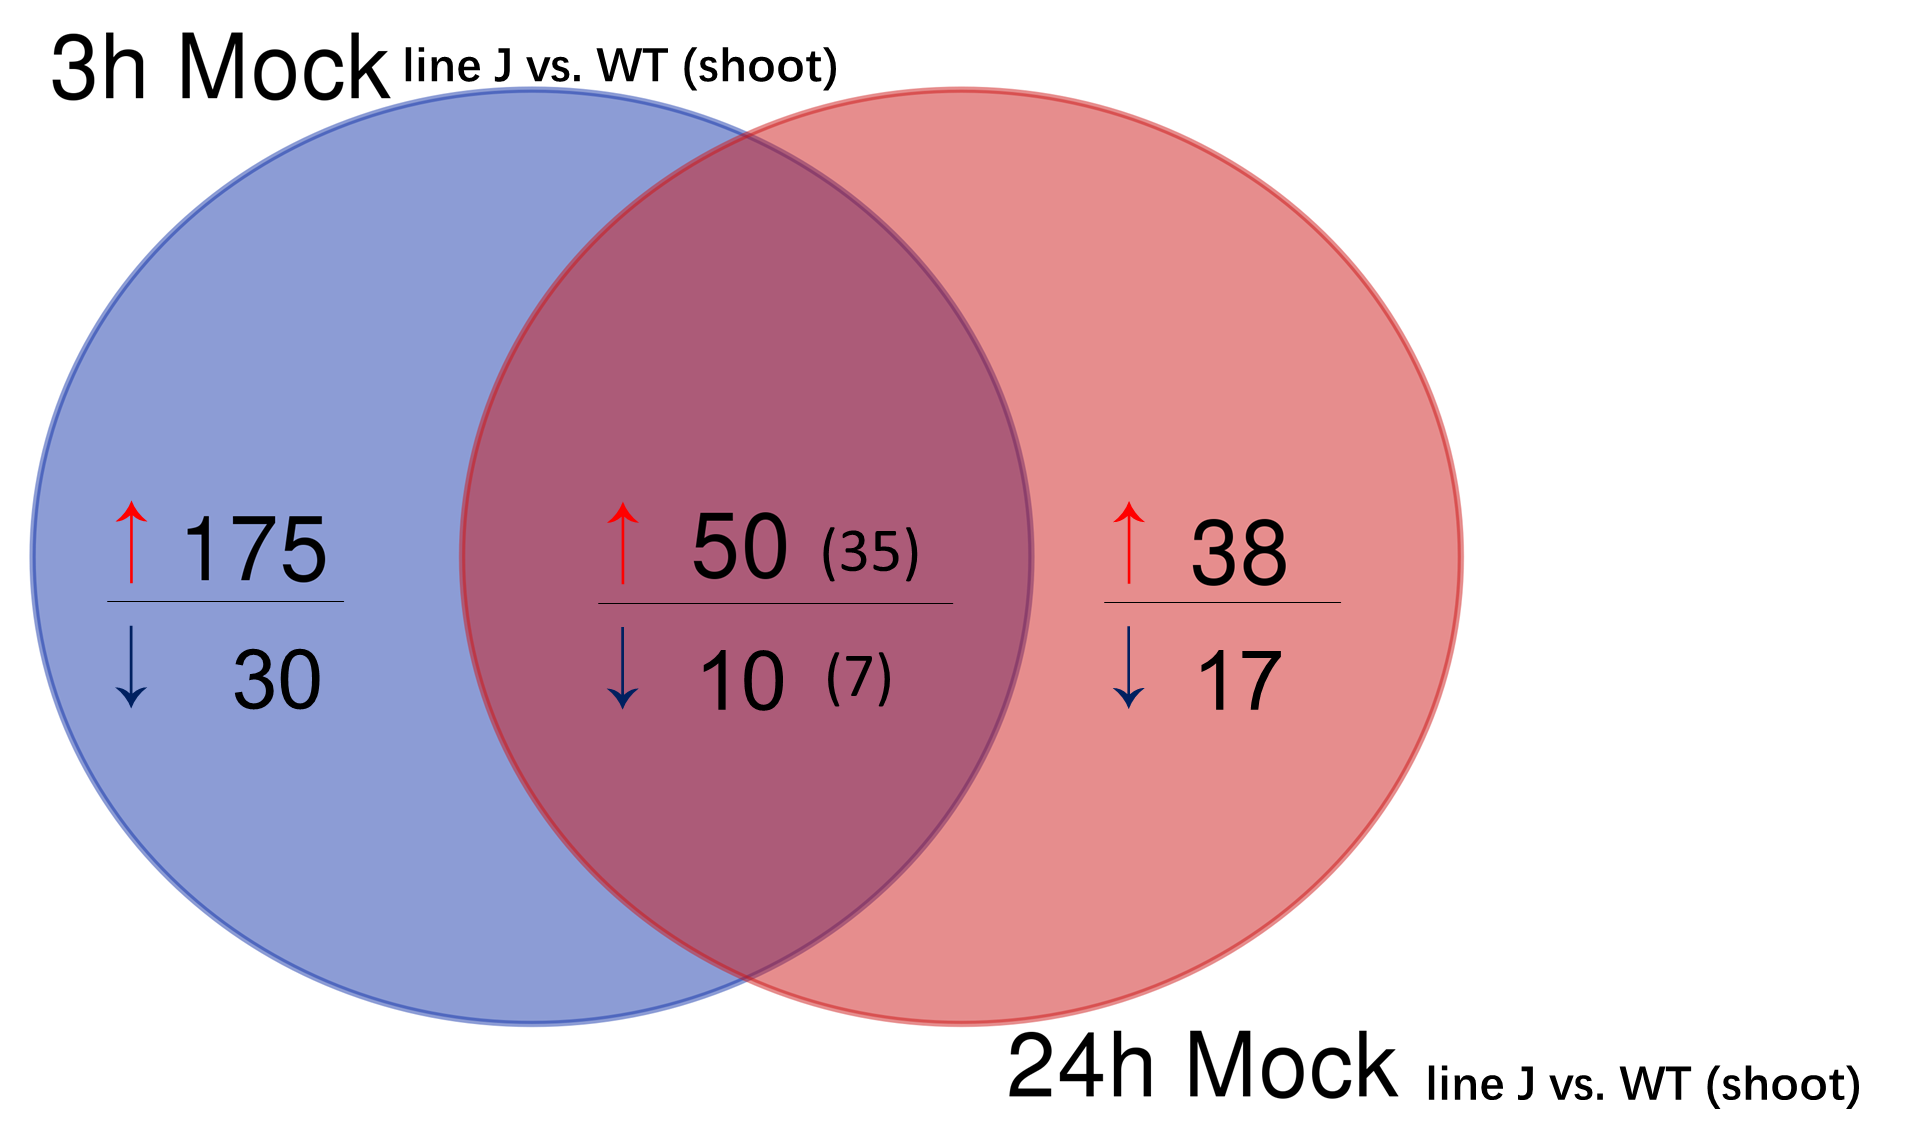 3h Mock line J vs. WT (shoot)
↑ 175
↓ 30
↑ 50 (35)
↓ 10 (7)
↑ 38
↓ 17
24h Mock line J vs. WT (shoot)